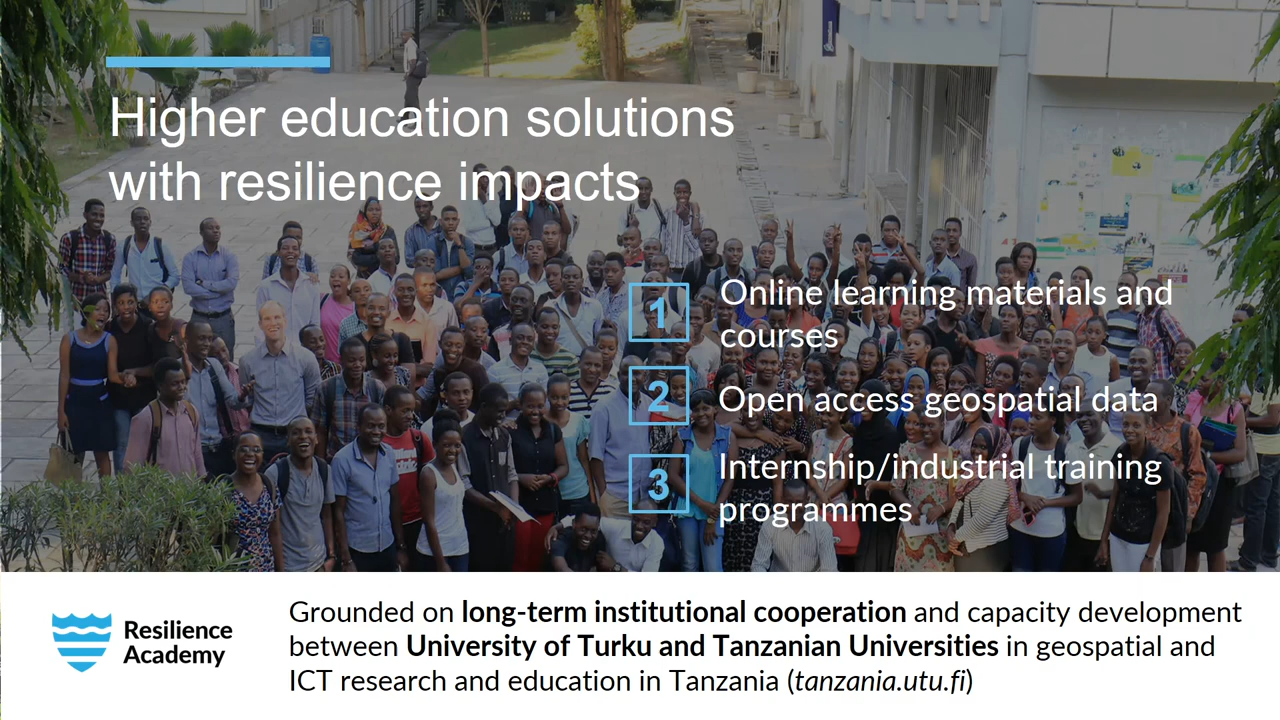 Higher education solutions
with resilience impacts
1
Online learning materials and
courses
2
Open access geospatial data
3
Internship/industrial training
programmes
Resilience
Academy
Grounded on long-term institutional cooperation and capacity development
between University of Turku and Tanzanian Universities in geospatial and
ICT research and education in Tanzania (tanzania.utu.fi)